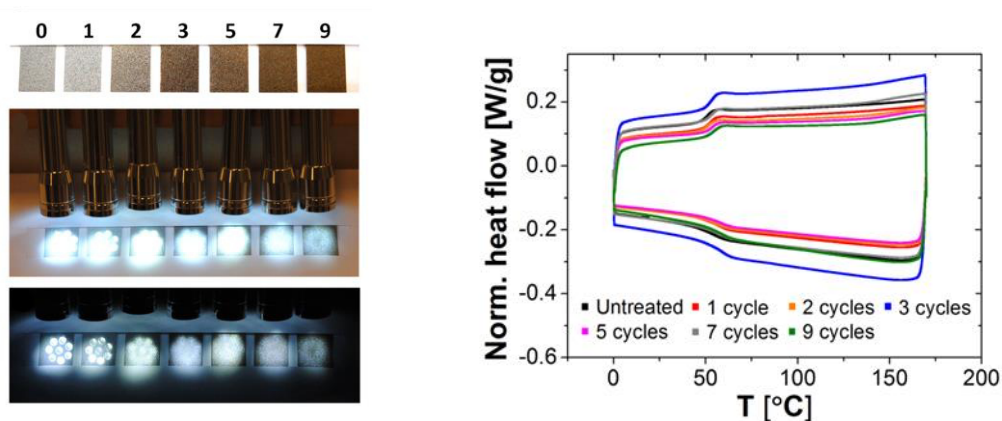 0 1 2 3 5 7 9
Norm. heat flow [W/g]
0.2
0.0
-0.2
-0.4
-0.6
Untreated 1 cycle 2 cycles 3 cycles
5 cycles 7 cycles 9 cycles
0 50 100 150 200
T [°C]